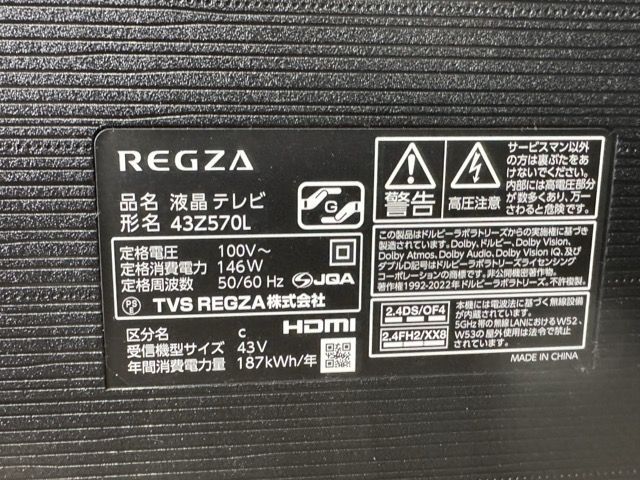 REGZA
品名 液晶テレビ
形名 43Z570L
G
定格電圧 100V～
定格消費電力 146W
定格周波数 50/60 Hz
JQA
PS
E
TVS REGZA株式会社
区分名 c
受信機型サイズ 43V
年間消費電力量 187kWh/年
HDMI
警告
高圧注意
サービスマン以外
の方は裏ぶたをあ
けないでください。
内部には高電圧部分
が数多くあり、万一
さわると危険です。
この製品はドルビーラボラトリーズからの実施権に基づき
製造されています。Dolby、ドルビー、Dolby Vision、
Dolby Atmos、Dolby Audio、Dolby Vision IQ、及び
ダブルD記号はドルビーラボラトリーズライセンシング
コーポレーションの商標です。非公開機密著作物。
著作権 1992-2022年ドルビーラボラトリーズ。不許複製。
2.4DS/OF4
2.4FH2/XX8
本機には電波法に基づく無線設備
が内蔵されています。
5GHz帯の無線LANにおけるW52、
W53の屋外使用は法令で禁止
されています。
MADE IN CHINA